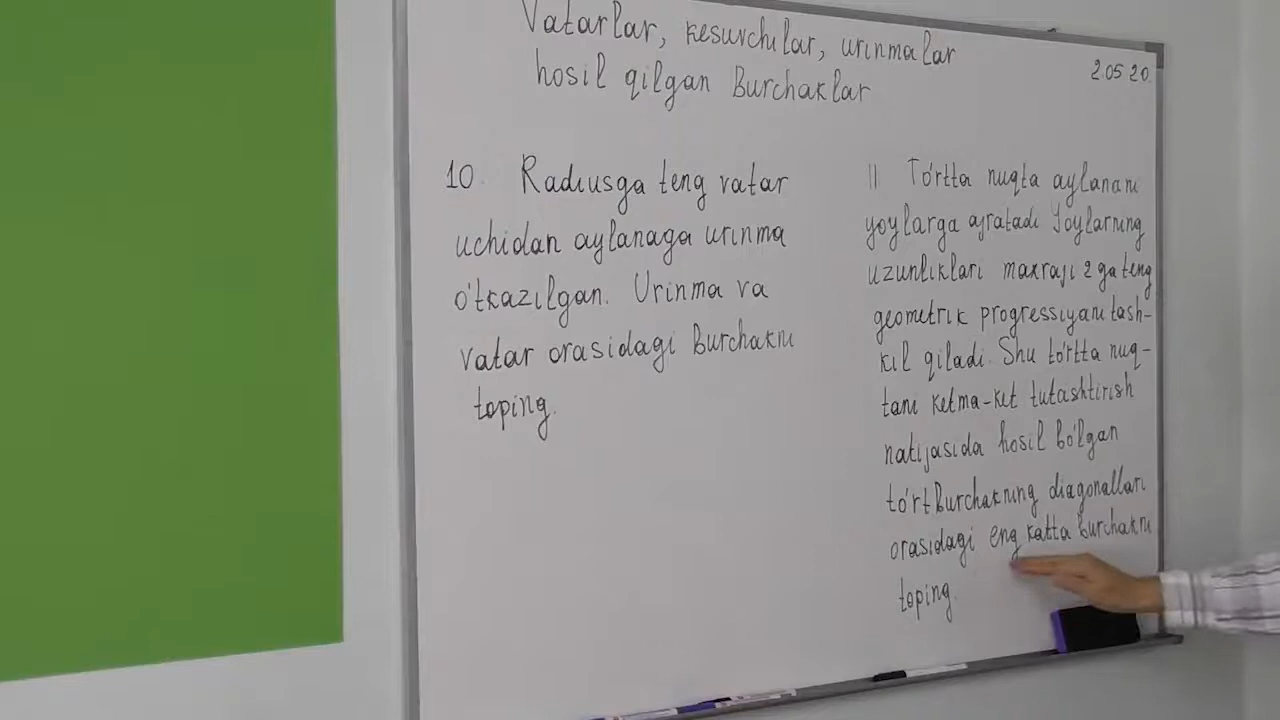 Vatarlar, kesuvchilar, urinmalar
hosil qilgan Burchaklar
2.05 20.
10. Radiusga teng vatar
uchidan aylanaga urinma
o'tkazilgan. Urinma va
vatar orasidagi Burchakni
toping.
11 To'rtta nuqta aylanani
yoylarga ajratadi Yoylarning
uzunliklari maxraji 2 ga teng
geometrik progressiyani tash-
kil qiladi. Shu to'rtta nuq-
tani ketma-ket tutashtirish
natijasida hosil bo'lgan
to'rtBurchakning diagonallari
orasidagi eng katta Burchakni
toping.